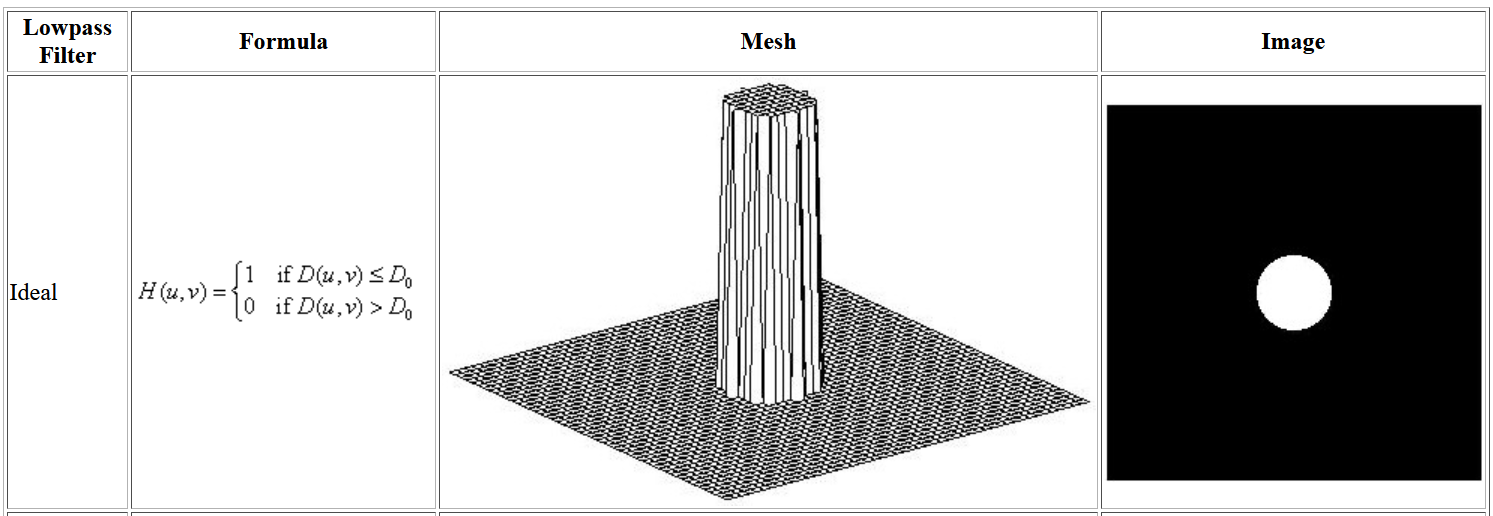 Lowpass
Filter
Formula
Mesh
Image
Ideal
H(u,v) = {1 if D(u,v) ≤ D₀
0 if D(u,v) > D₀